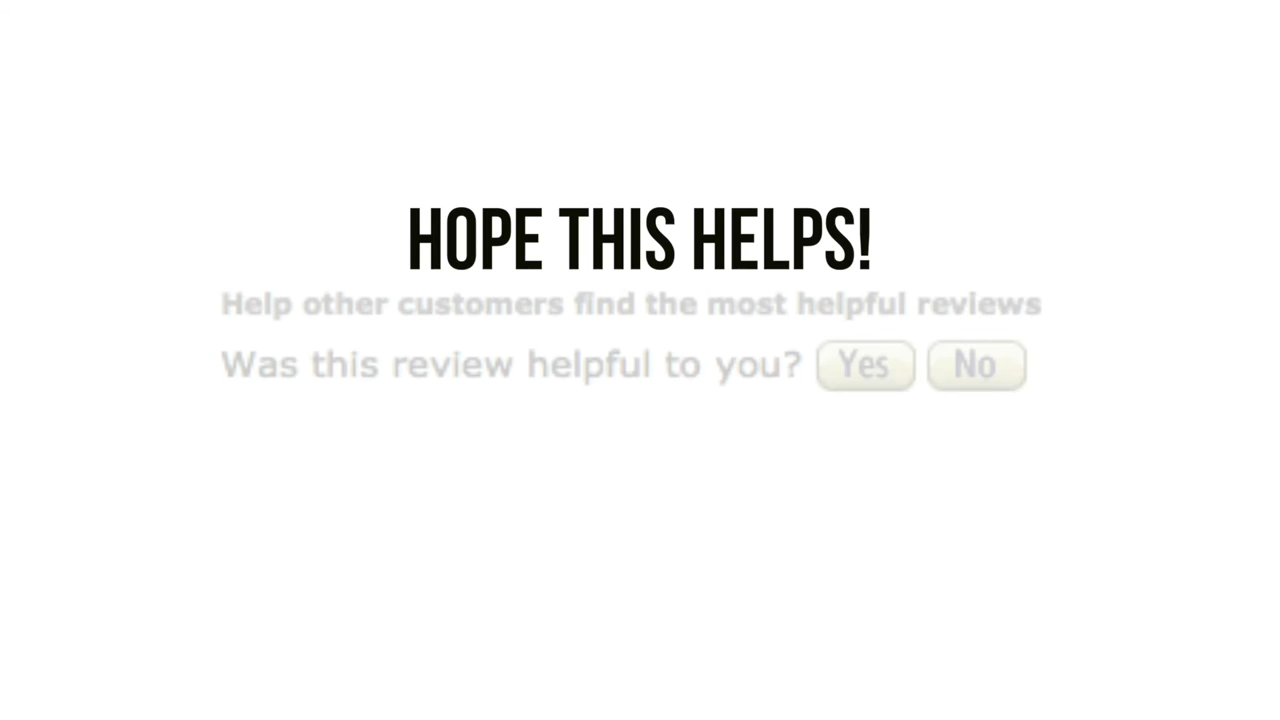 HOPE THIS HELPS!
Help other customers find the most helpful reviews
Was this review helpful to you? Yes No